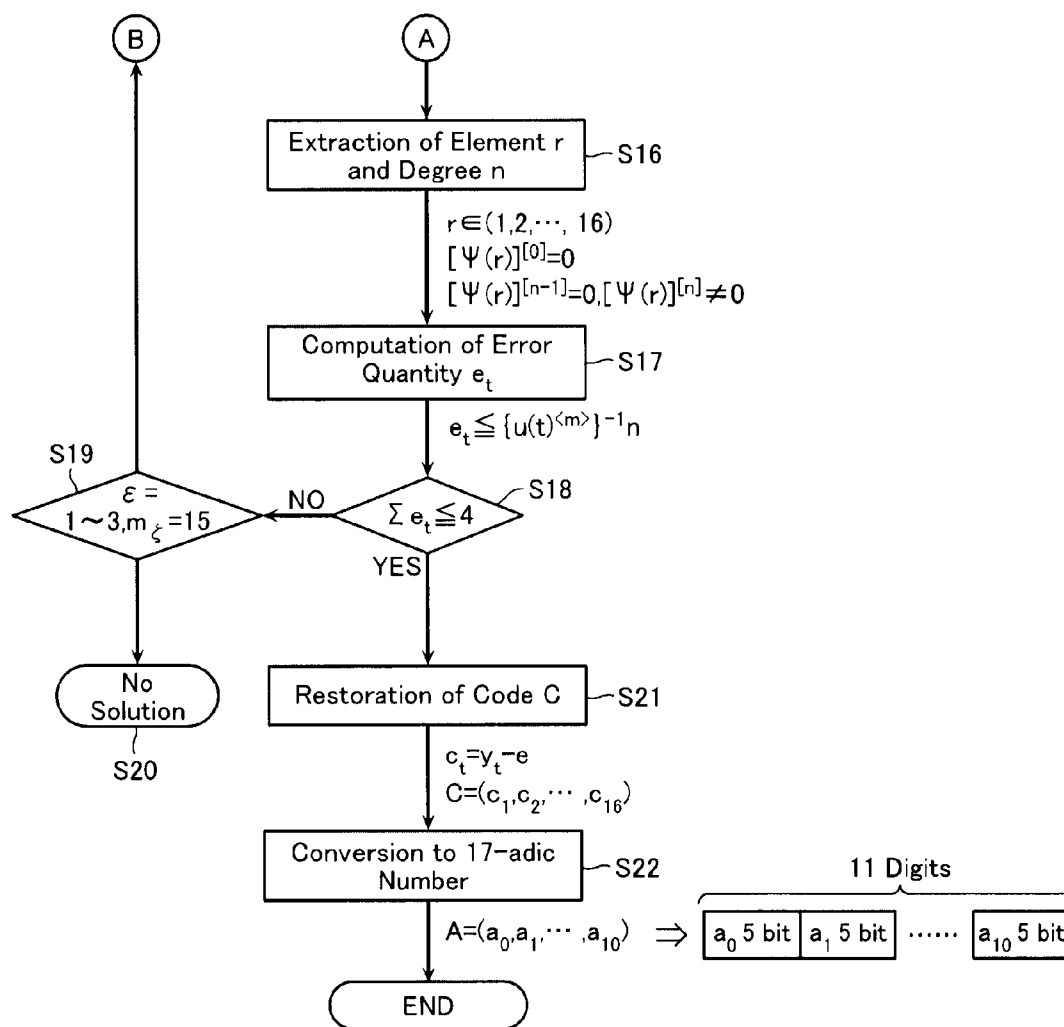 B
A
Extraction of Element r
and Degree n
S16
r∈(1,2,⋯, 16)
[Ψ(r)]^[0]=0
[Ψ(r)]^[n-1]=0,[Ψ(r)]^[n]≠0
Computation of Error
Quantity e_t
S17
e_t≦{u(t)^<m>}^-1 n
S19
ε=
1~3,m_ζ=15
NO
Σ e_t≦4
S18
YES
No
Solution
S20
Restoration of Code C
S21
c_t=y_t-e
C=(c_1,c_2,⋯,c_16)
Conversion to 17-adic
Number
S22
11 Digits
A=(a_0,a_1,⋯,a_10) ⇒ a_0 5 bit a_1 5 bit ⋯⋯ a_10 5 bit
END